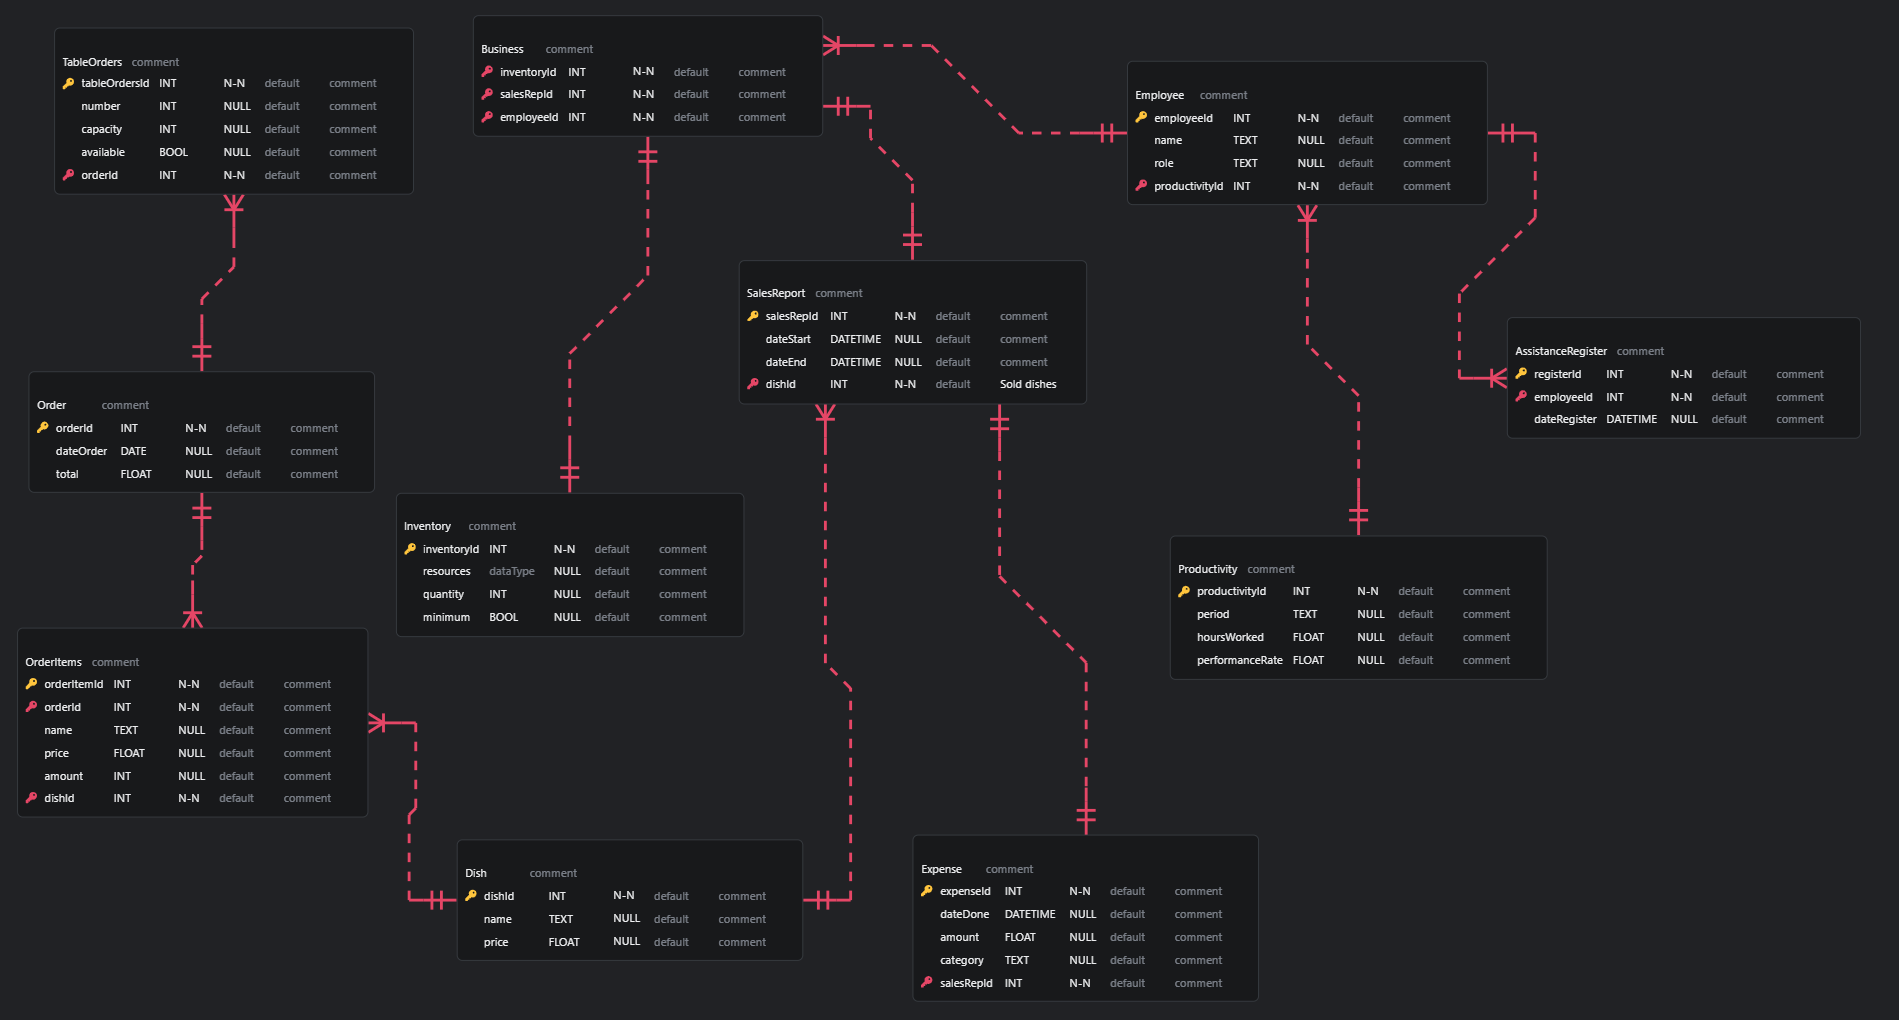 TableOrders comment
tableOrdersId INT N-N default comment
number INT NULL default comment
capacity INT NULL default comment
available BOOL NULL default comment
orderId INT N-N default comment
Business comment
inventoryId INT N-N default comment
salesRepId INT N-N default comment
employeeId INT N-N default comment
Employee comment
employeeId INT N-N default comment
name TEXT NULL default comment
role TEXT NULL default comment
productivityId INT N-N default comment
SalesReport comment
salesRepId INT N-N default comment
dateStart DATETIME NULL default comment
dateEnd DATETIME NULL default comment
dishId INT N-N default Sold dishes
AssistanceRegister comment
registerId INT N-N default comment
employeeId INT N-N default comment
dateRegister DATETIME NULL default comment
Order comment
orderId INT N-N default comment
dateOrder DATE NULL default comment
total FLOAT NULL default comment
Inventory comment
inventoryId INT N-N default comment
resources dataType NULL default comment
quantity INT NULL default comment
minimum BOOL NULL default comment
Productivity comment
productivityId INT N-N default comment
period TEXT NULL default comment
hoursWorked FLOAT NULL default comment
performanceRate FLOAT NULL default comment
OrderItems comment
orderItemId INT N-N default comment
orderId INT N-N default comment
name TEXT NULL default comment
price FLOAT NULL default comment
amount INT NULL default comment
dishId INT N-N default comment
Dish comment
dishId INT N-N default comment
name TEXT NULL default comment
price FLOAT NULL default comment
Expense comment
expenseId INT N-N default comment
dateDone DATETIME NULL default comment
amount FLOAT NULL default comment
category TEXT NULL default comment
salesRepId INT N-N default comment